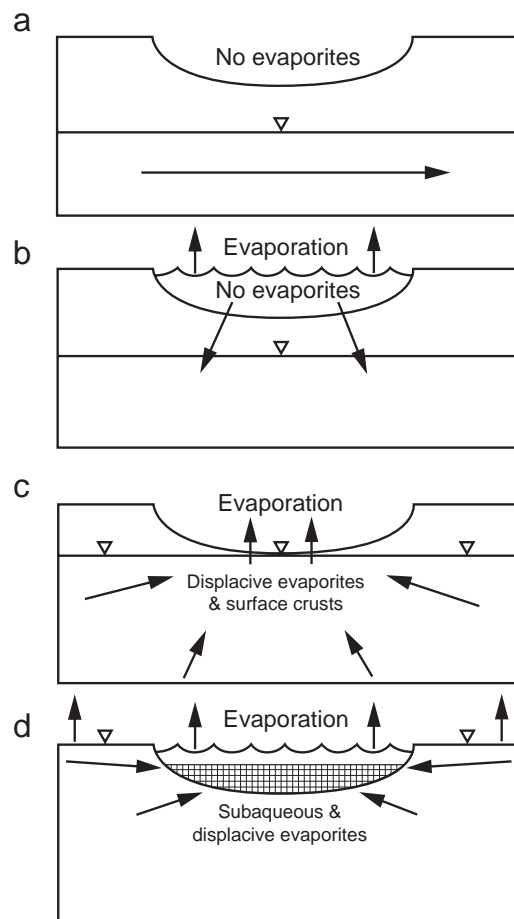 a
No evaporites
b
Evaporation
No evaporites
c
Evaporation
Displacive evaporites
& surface crusts
d
Evaporation
Subaqueous &
displacive evaporites